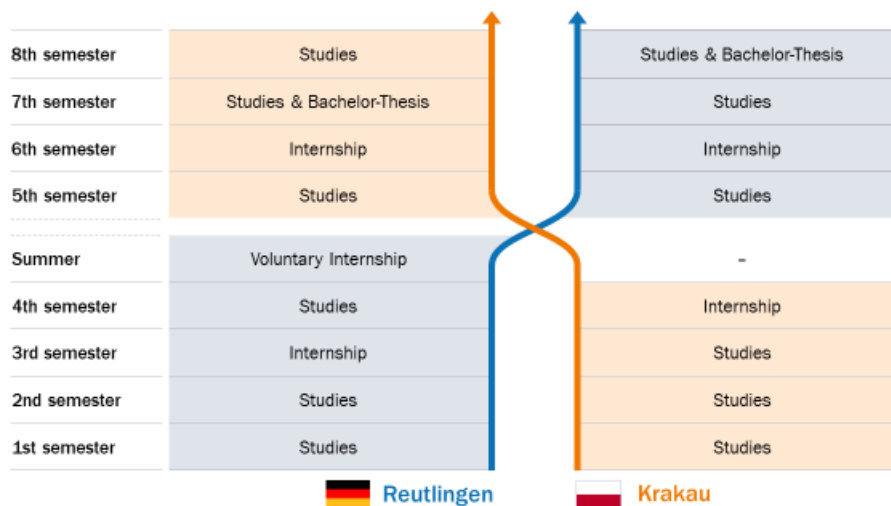 8th semester Studies Studies & Bachelor-Thesis
7th semester Studies & Bachelor-Thesis Studies
6th semester Internship Internship
5th semester Studies Studies
Summer Voluntary Internship -
4th semester Studies Internship
3rd semester Internship Studies
2nd semester Studies Studies
1st semester Studies Studies
Reutlingen Krakau